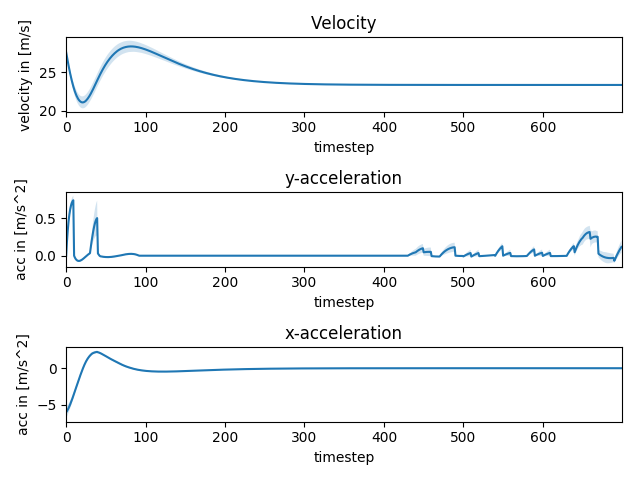 Velocity
velocity in [m/s]
25
20
0 100 200 300 400 500 600
timestep
y-acceleration
acc in [m/s^2]
0.5
0.0
0 100 200 300 400 500 600
timestep
x-acceleration
acc in [m/s^2]
0
−5
0 100 200 300 400 500 600
timestep